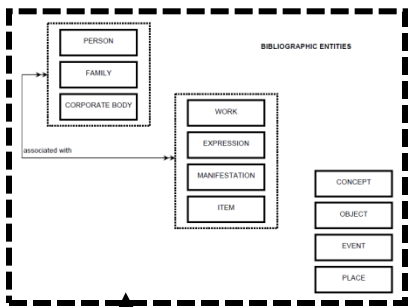 PERSON
BIBLIOGRAPHIC ENTITIES
FAMILY
CORPORATE BODY
WORK
EXPRESSION
associated with
MANIFESTATION
CONCEPT
ITEM
OBJECT
EVENT
PLACE